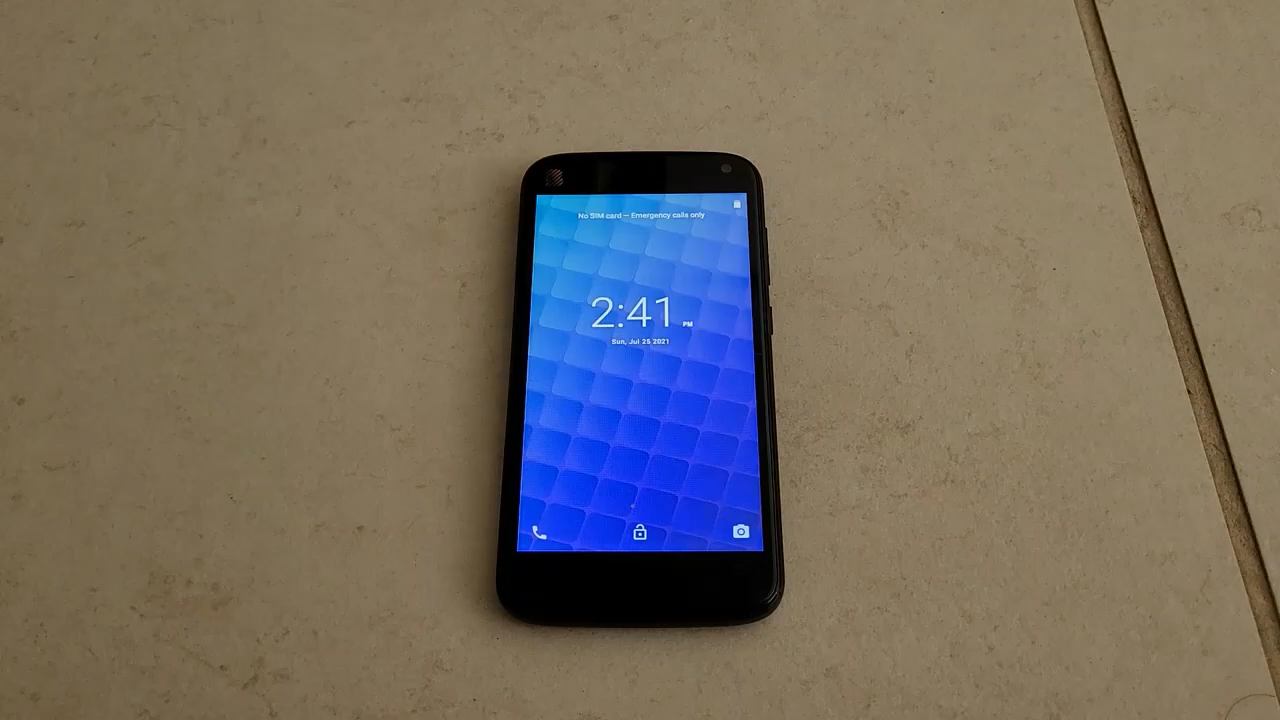 No SIM card — Emergency calls only
2:41 PM
Sun, Jul 25 2021